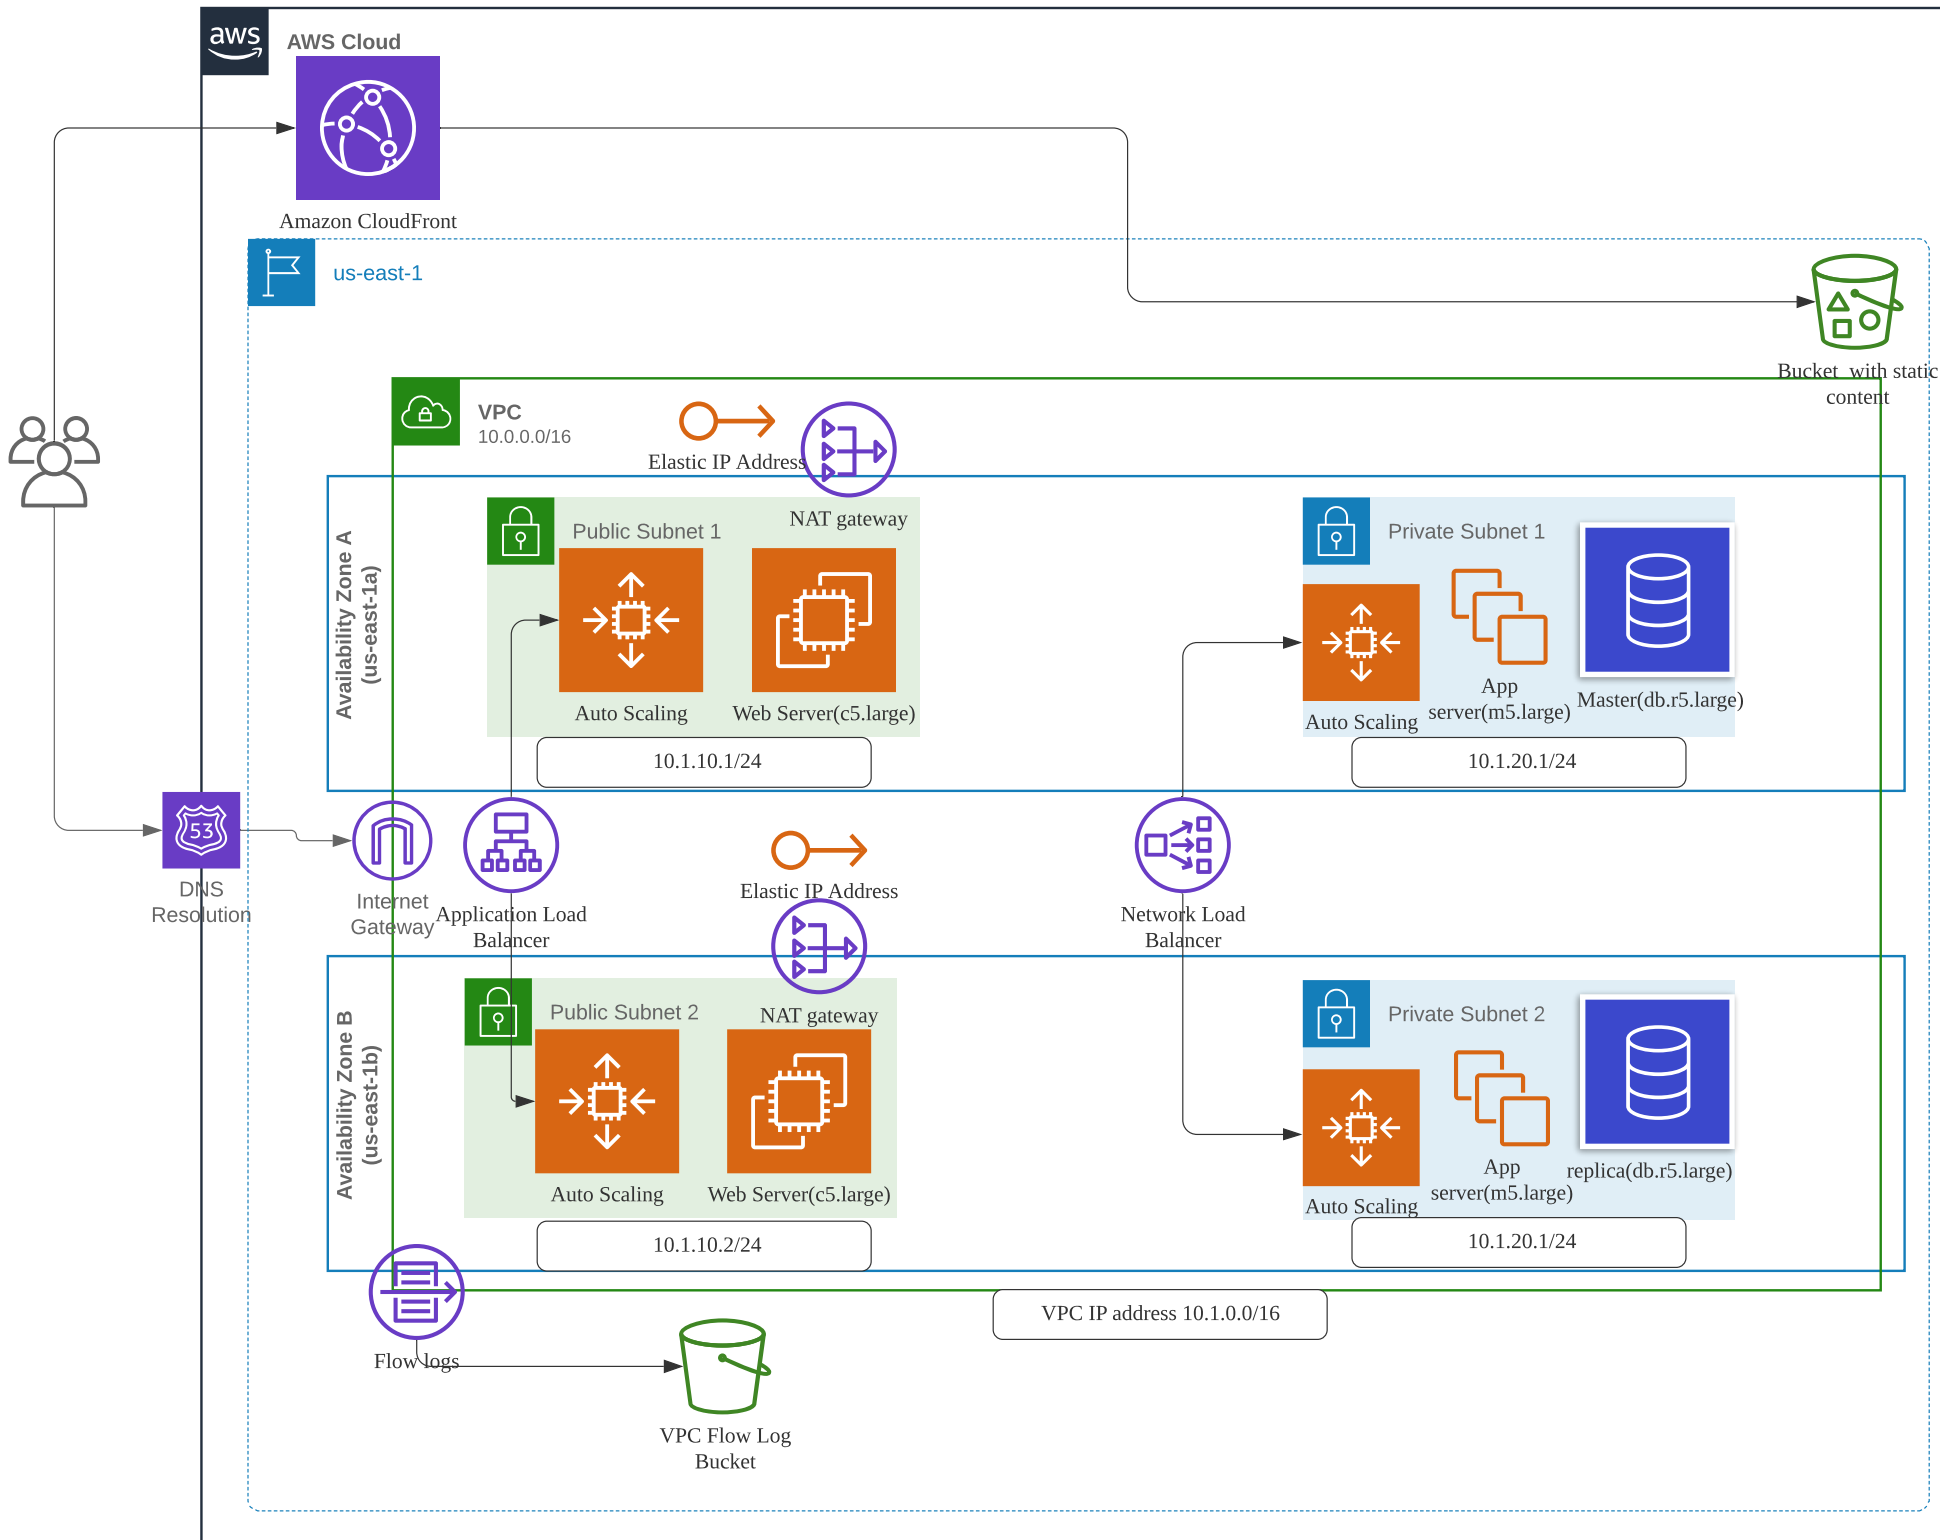 aws
AWS Cloud
Amazon CloudFront
us-east-1
Bucket  with static
content
VPC
10.0.0.0/16
Elastic IP Address
NAT gateway
Availability Zone A
(us-east-1a)
Public Subnet 1
Auto Scaling
Web Server(c5.large)
10.1.10.1/24
Private Subnet 1
Auto Scaling
App
server(m5.large)
Master(db.r5.large)
10.1.20.1/24
53
DNS
Resolution
Internet
Gateway
Application Load
Balancer
Elastic IP Address
NAT gateway
Network Load
Balancer
Availability Zone B
(us-east-1b)
Public Subnet 2
Auto Scaling
Web Server(c5.large)
10.1.10.2/24
Private Subnet 2
Auto Scaling
App
server(m5.large)
replica(db.r5.large)
10.1.20.1/24
VPC IP address 10.1.0.0/16
Flow logs
VPC Flow Log
Bucket